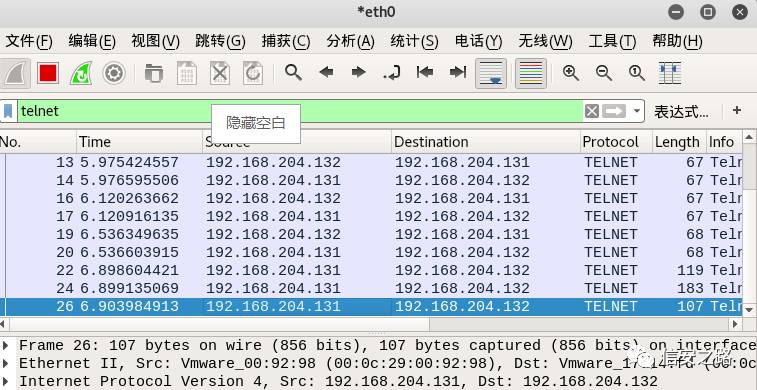 *eth0
文件(F) 编辑(E) 视图(V) 跳转(G) 捕获(C) 分析(A) 统计(S) 电话(Y) 无线(W) 工具(T) 帮助(H)
telnet 表达式… +
隐藏空白
No. Time Source Destination Protocol Length Info
13 5.975424557 192.168.204.132 192.168.204.131 TELNET 67 Teln
14 5.976595506 192.168.204.131 192.168.204.132 TELNET 67 Teln
16 6.120263662 192.168.204.132 192.168.204.131 TELNET 67 Teln
17 6.120916135 192.168.204.131 192.168.204.132 TELNET 67 Teln
19 6.536349635 192.168.204.132 192.168.204.131 TELNET 68 Teln
20 6.536603915 192.168.204.131 192.168.204.132 TELNET 68 Teln
22 6.898604421 192.168.204.131 192.168.204.132 TELNET 119 Teln
24 6.899135069 192.168.204.131 192.168.204.132 TELNET 183 Teln
26 6.903984913 192.168.204.131 192.168.204.132 TELNET 107 Teln
Frame 26: 107 bytes on wire (856 bits), 107 bytes captured (856 bits) on interface
Ethernet II, Src: Vmware_00:92:98 (00:0c:29:00:92:98), Dst:
Internet Protocol Version 4, Src: 192.168.204.131, Dst: 192.168.204.132
信安之路